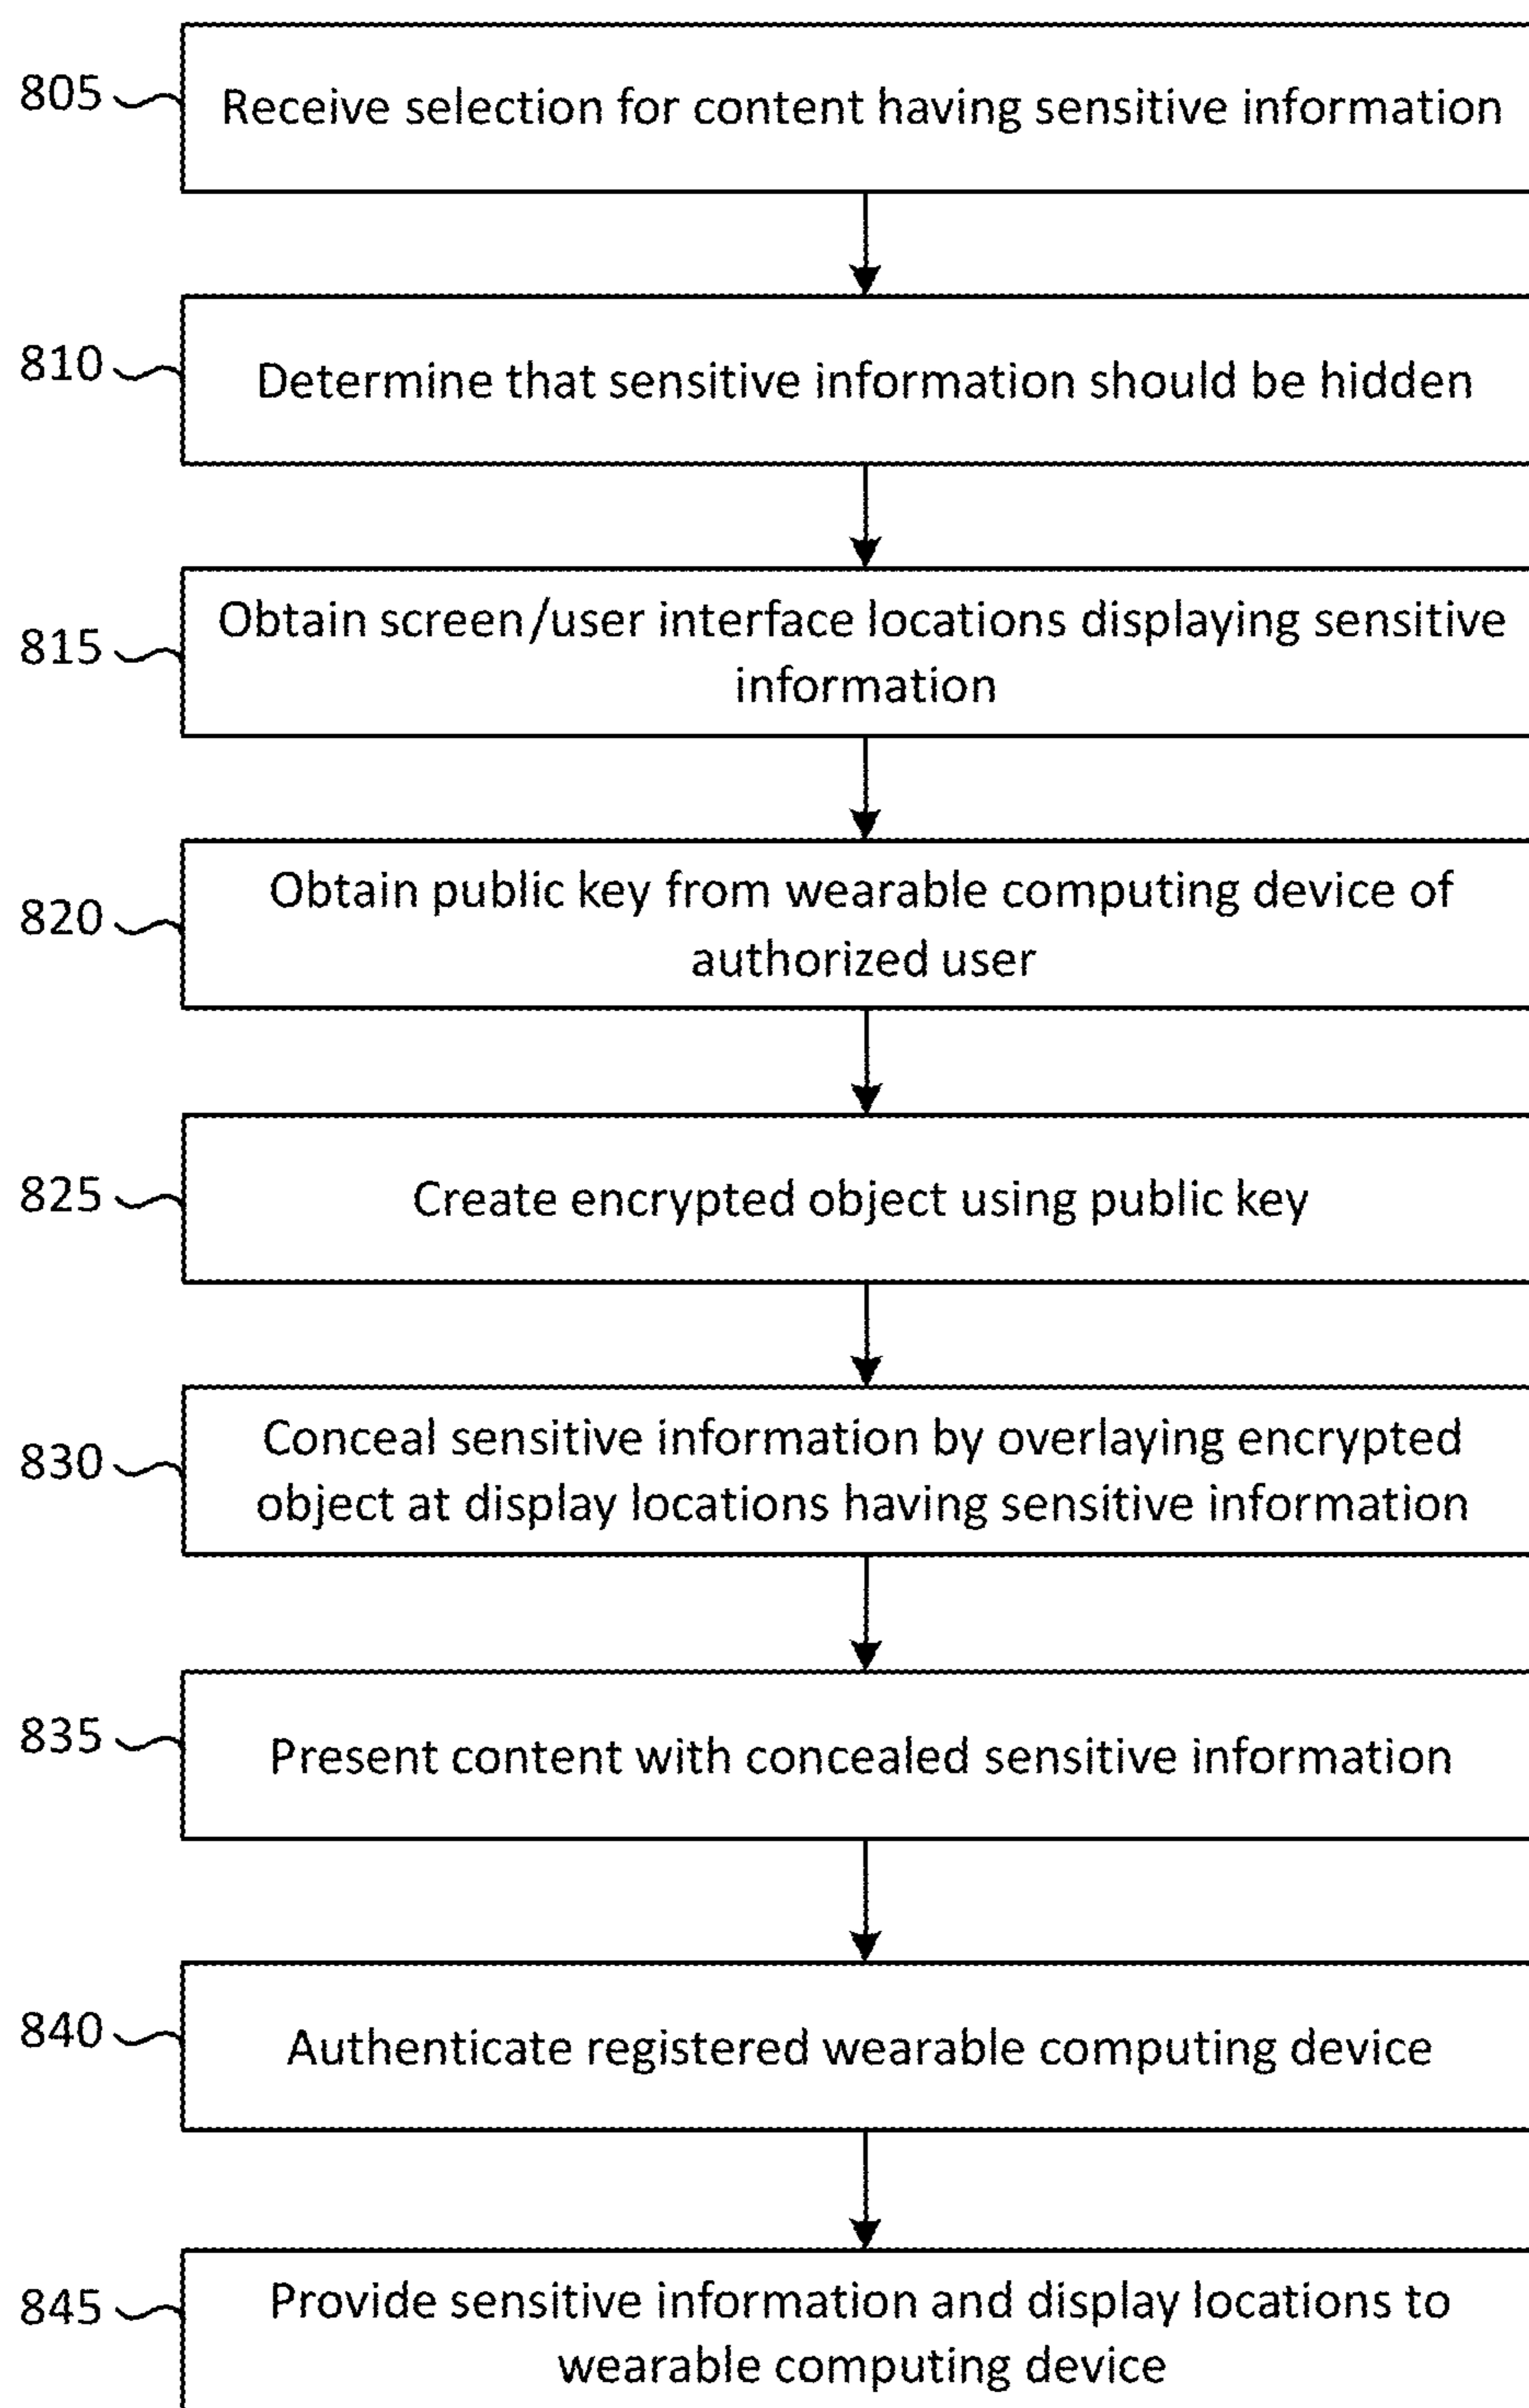 805
Receive selection for content having sensitive information
810
Determine that sensitive information should be hidden
815
Obtain screen/user interface locations displaying sensitive
information
820
Obtain public key from wearable computing device of
authorized user
825
Create encrypted object using public key
830
Conceal sensitive information by overlaying encrypted
object at display locations having sensitive information
835
Present content with concealed sensitive information
840
Authenticate registered wearable computing device
845
Provide sensitive information and display locations to
wearable computing device